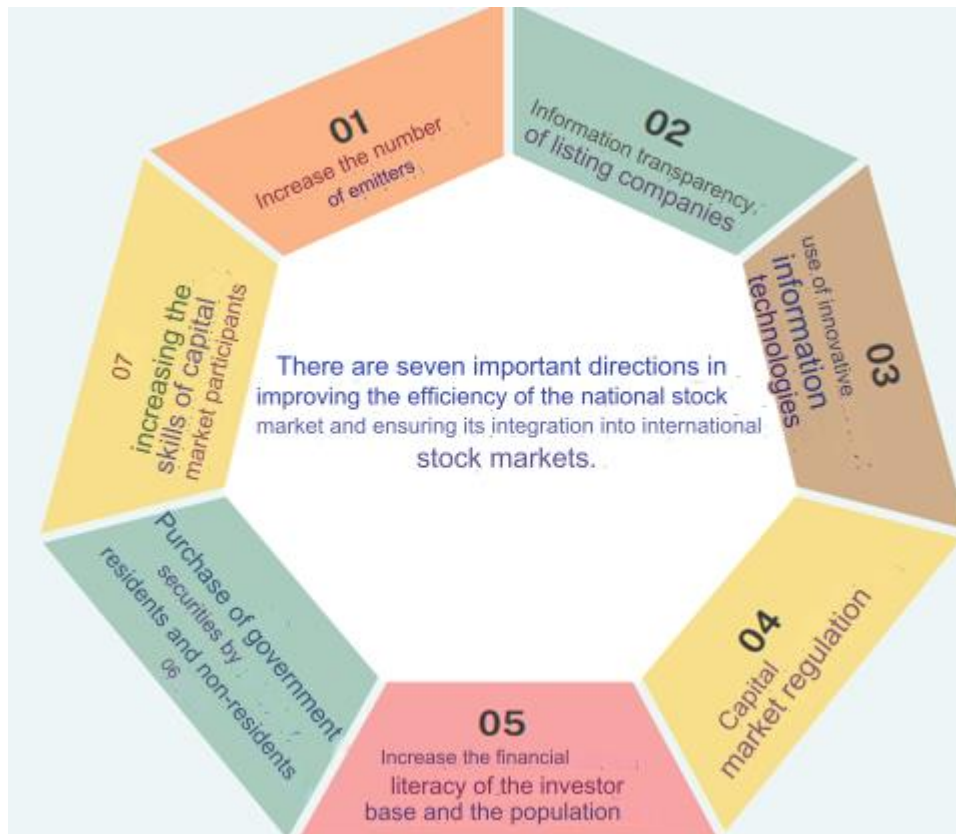 01
Increase the number
of emitters
02
Information transparency,
of listing companies
03
use of innovative
information
technologies
There are seven important directions in
improving the efficiency of the national stock
market and ensuring its integration into international
stock markets.
04
Capital
market regulation
05
Increase the financial
literacy of the investor
base and the population
Purchase of government
securities by
residents and non-residents
06
07
increasing the
skills of capital
market participants